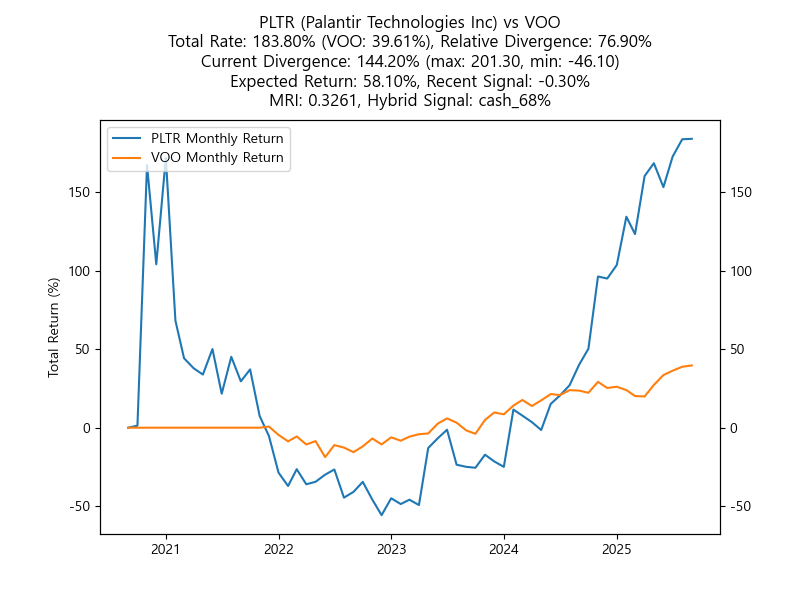 PLTR (Palantir Technologies Inc) vs VOO
Total Rate: 183.80% (VOO: 39.61%), Relative Divergence: 76.90%
Current Divergence: 144.20% (max: 201.30, min: -46.10)
Expected Return: 58.10%, Recent Signal: -0.30%
MRI: 0.3261, Hybrid Signal: cash_68%
PLTR Monthly Return
VOO Monthly Return
Total Return (%)
150
100
50
0
-50
150
100
50
0
-50
2021
2022
2023
2024
2025